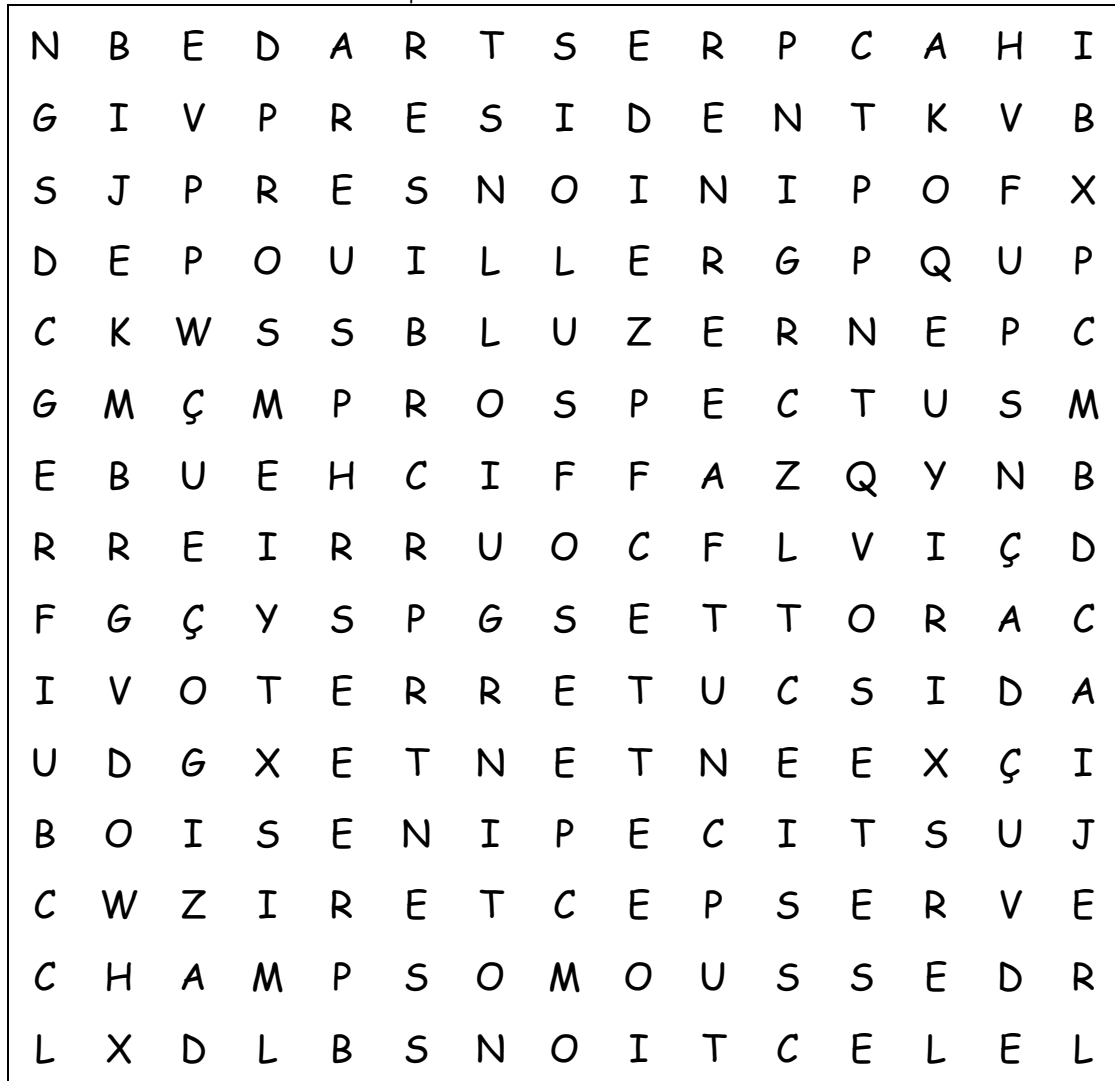 N B E D A R T S E R P C A H I
G I V P R E S I D E N T K V B
S J P R E S N O I N I P O F X
D E P O U I L L E R G P Q U P
C K W S S B L U Z E R N E P C
G M Ç M P R O S P E C T U S M
E B U E H C I F F A Z Q Y N B
R R E I R R U O C F L V I Ç D
F G Ç Y S P G S E T T O R A C
I V O T E R R E T U C S I D A
U D G X E T N E T N E E X Ç I
B O I S E N I P E C I T S U J
C W Z I R E T C E P S E R V E
C H A M P S O M O U S S E D R
L X D L B S N O I T C E L E L